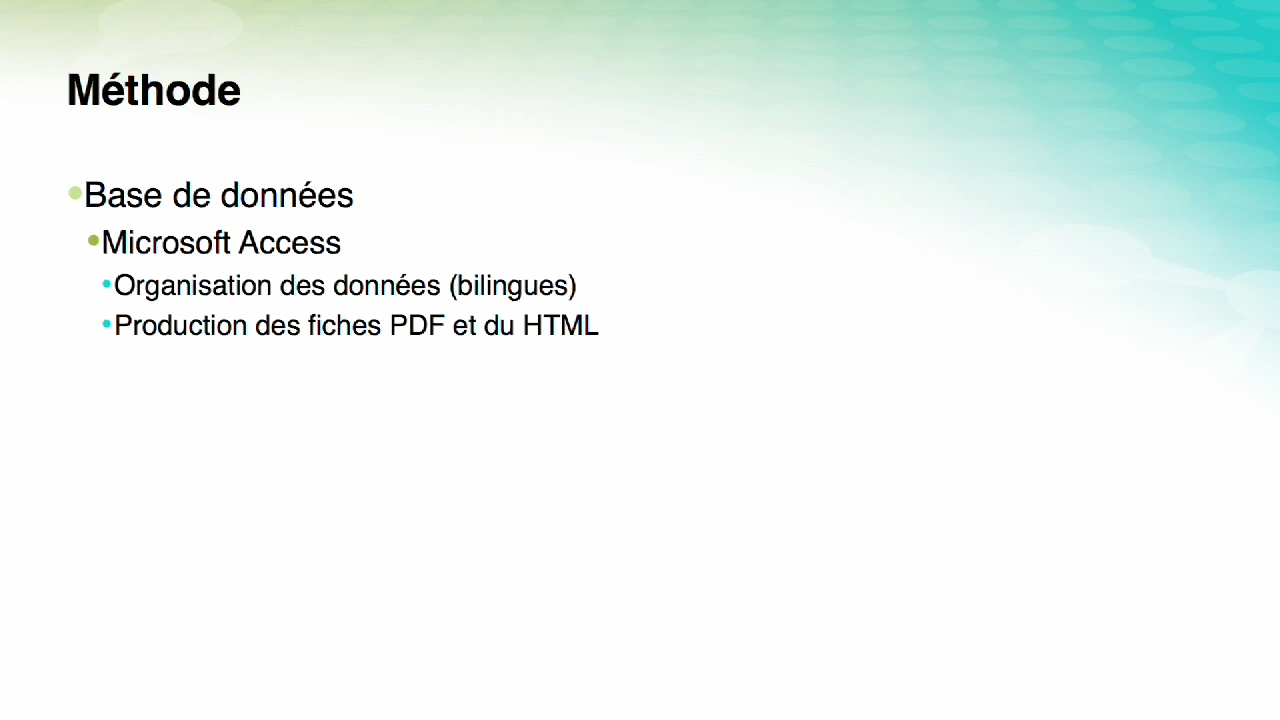 Méthode
•Base de données
•Microsoft Access
•Organisation des données (bilingues)
•Production des fiches PDF et du HTML